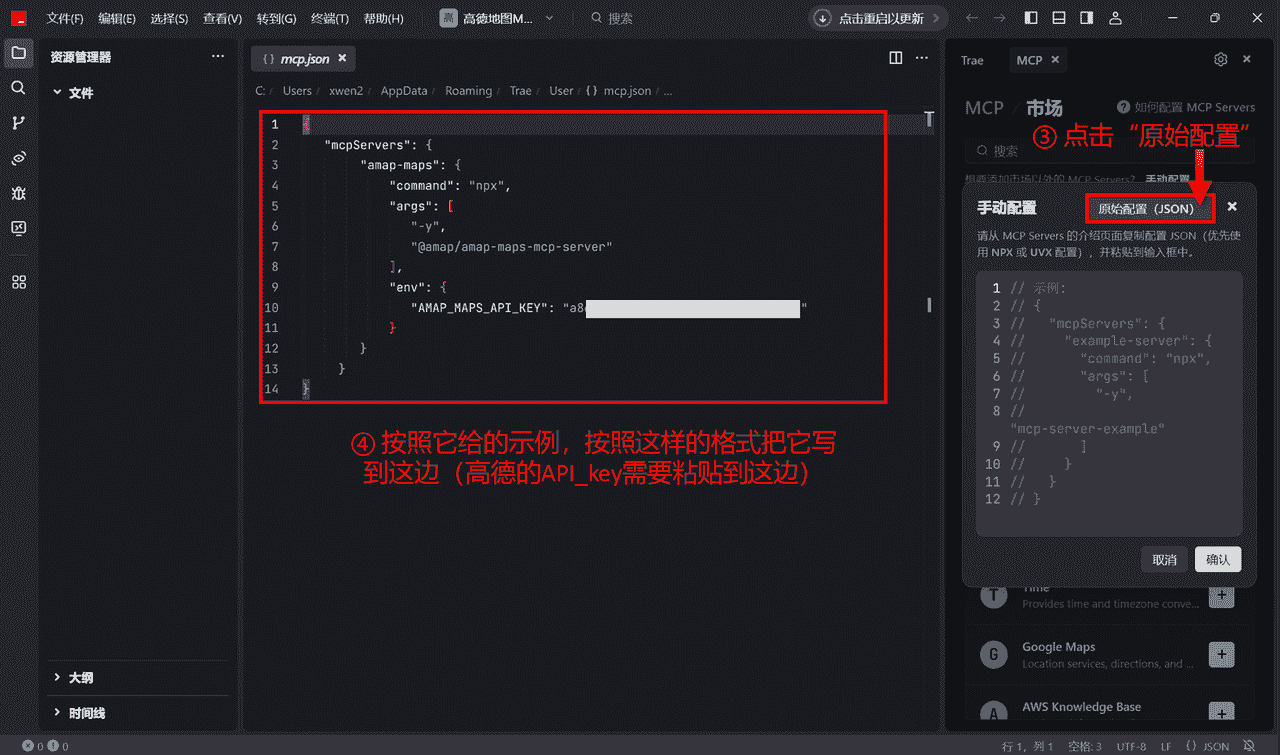 文件(F) 编辑(E) 选择(S) 查看(V) 转到(G) 终端(T) 帮助(H) 高 高德地图M... 搜索 点击重启以更新
资源管理器 ...
文件
大纲
时间线
{ } mcp.json
C: / Users / xwen2 / AppData / Roaming / Trae / User / { } mcp.json / ...
1 {
2 "mcpServers": {
3 "amap-maps": {
4 "command": "npx",
5 "args": [
6 "-y",
7 "@amap/amap-maps-mcp-server"
8 ],
9 "env": {
10 "AMAP_MAPS_API_KEY": "a8 "
11 }
12 }
13 }
14 }
④ 按照它给的示例，按照这样的格式把它写
到这边（高德的API_key需要粘贴到这边）
Trae MCP
MCP / 市场 如何配置 MCP Servers
③ 点击“原始配置”
搜索
想要添加市场以外的 MCP Servers? 手动配置
手动配置 原始配置（JSON）
请从 MCP Servers 的介绍页面复制配置 JSON（优先使
用 NPX 或 UVX 配置），并粘贴到输入框中。
1 // 示例:
2 // {
3 // "mcpServers": {
4 // "example-server": {
5 // "command": "npx",
6 // "args": [
7 // "-y",
8 //
"mcp-server-example"
9 // ]
10 // }
11 // }
12 // }
取消 确认
T Time
Provides time and timezone conve...
G Google Maps
Location services, directions, and ...
A AWS Knowledge Base
0 0 行 1，列 1 空格: 3 UTF-8 LF { } JSON